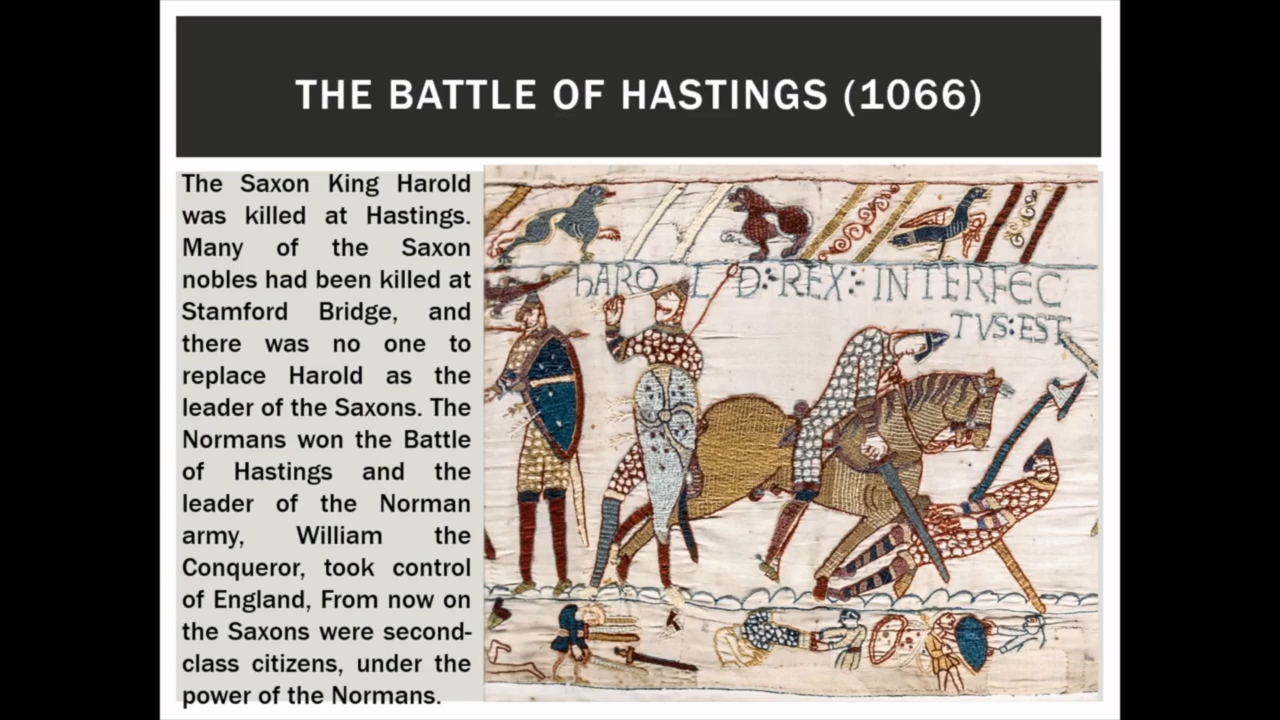 THE BATTLE OF HASTINGS (1066)
The Saxon King Harold
was killed at Hastings.
Many of the Saxon
nobles had been killed at
Stamford Bridge, and
there was no one to
replace Harold as the
leader of the Saxons. The
Normans won the Battle
of Hastings and the
leader of the Norman
army, William the
Conqueror, took control
of England, From now on
the Saxons were second-
class citizens, under the
power of the Normans.
hARO L D:REX: INTERFEC
TVS:EST